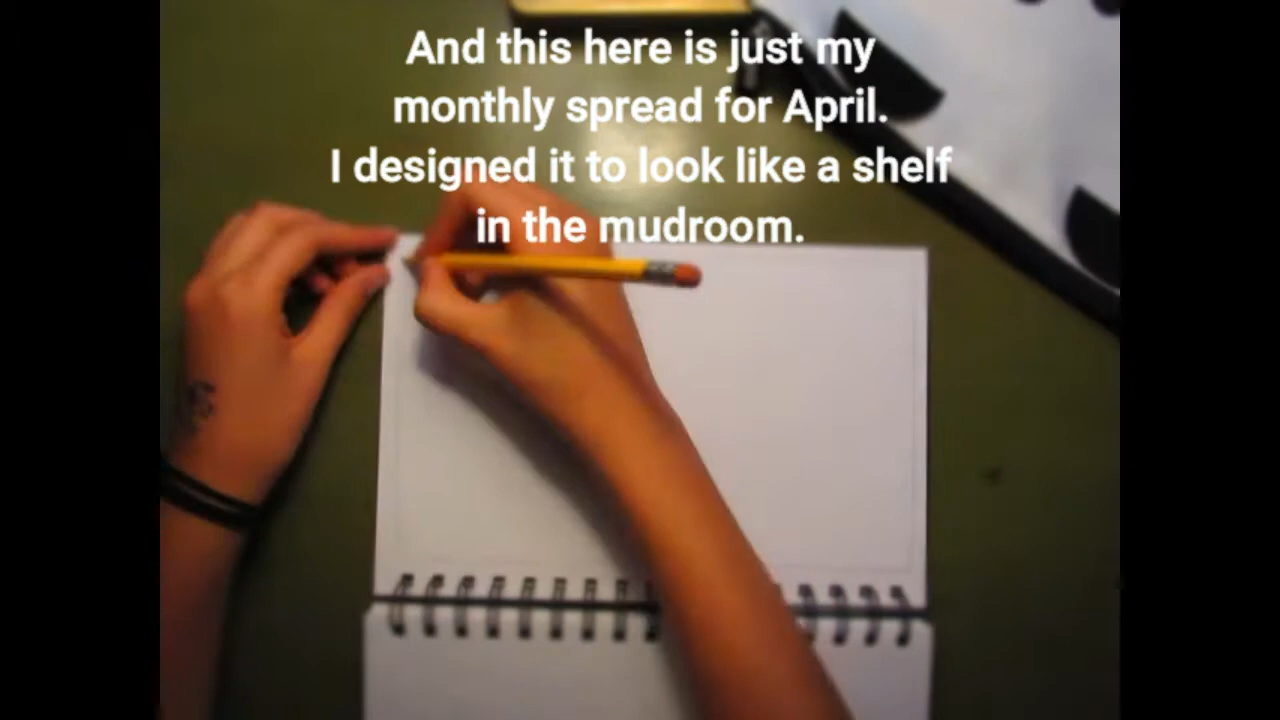 And this here is just my
monthly spread for April.
I designed it to look like a shelf
in the mudroom.